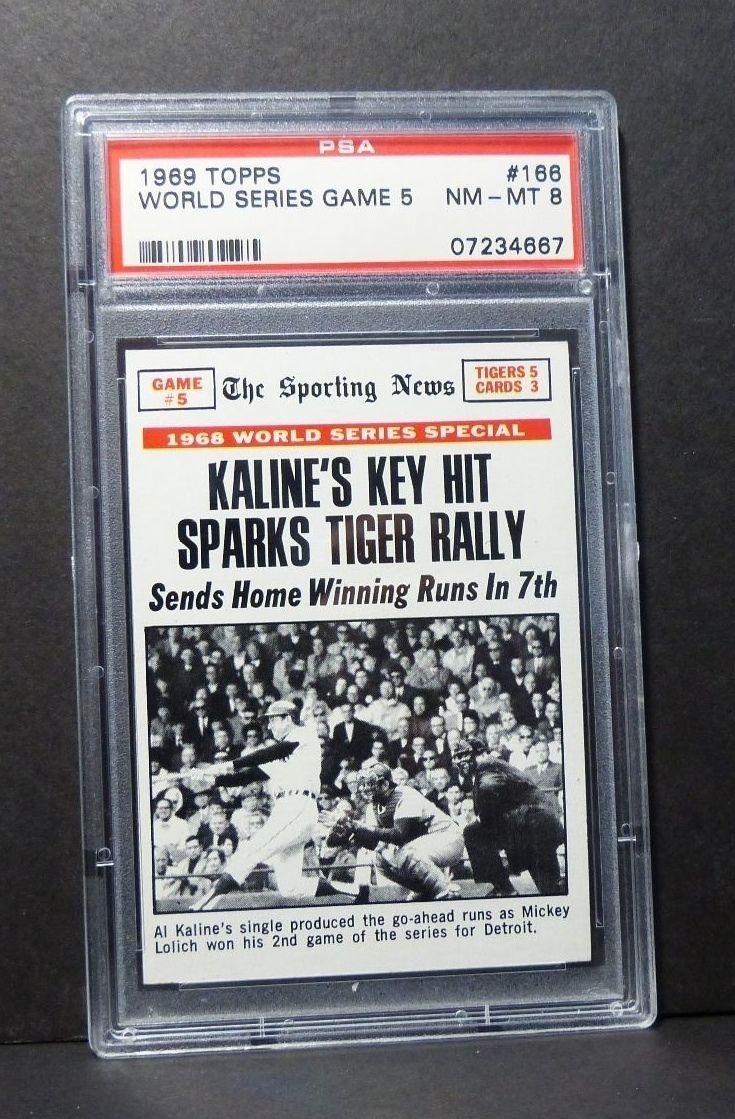 PSA
1969 TOPPS #166
WORLD SERIES GAME 5 NM - MT 8
07234667
GAME #5
The Sporting News
TIGERS 5
CARDS 3
1968 WORLD SERIES SPECIAL
KALINE'S KEY HIT
SPARKS TIGER RALLY
Sends Home Winning Runs In 7th
Al Kaline's single produced the go-ahead runs as Mickey
Lolich won his 2nd game of the series for Detroit.